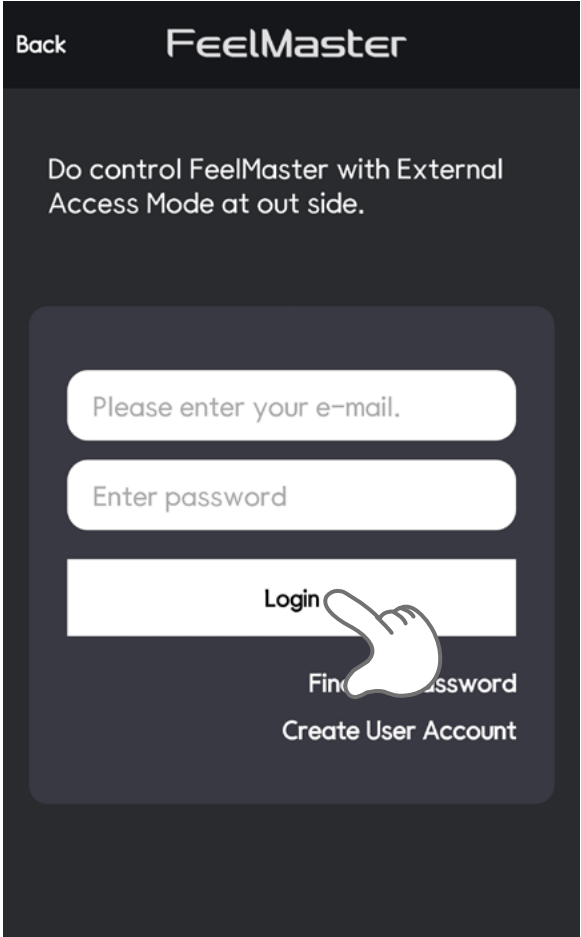 Back FeelMaster
Do control FeelMaster with External
Access Mode at out side.
Please enter your e-mail.
Enter password
Login
Create User Account